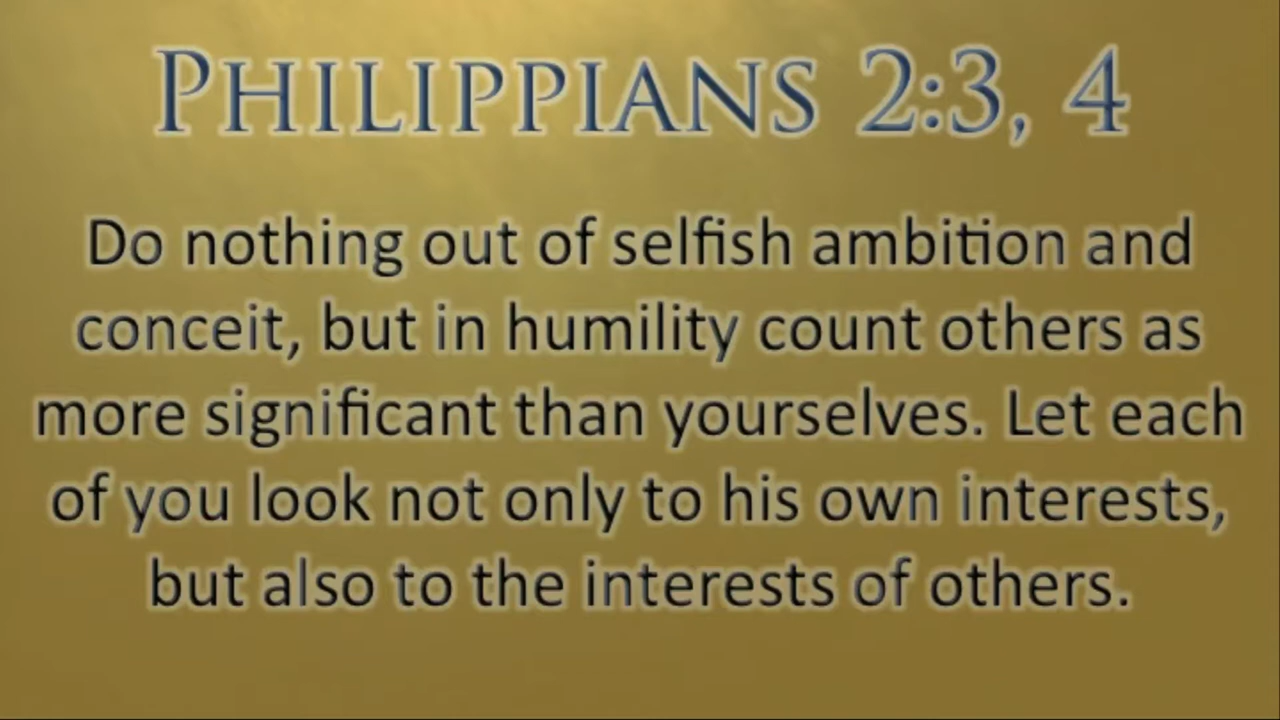 PHILIPPIANS 2:3, 4
Do nothing out of selfish ambition and
conceit, but in humility count others as
more significant than yourselves. Let each
of you look not only to his own interests,
but also to the interests of others.